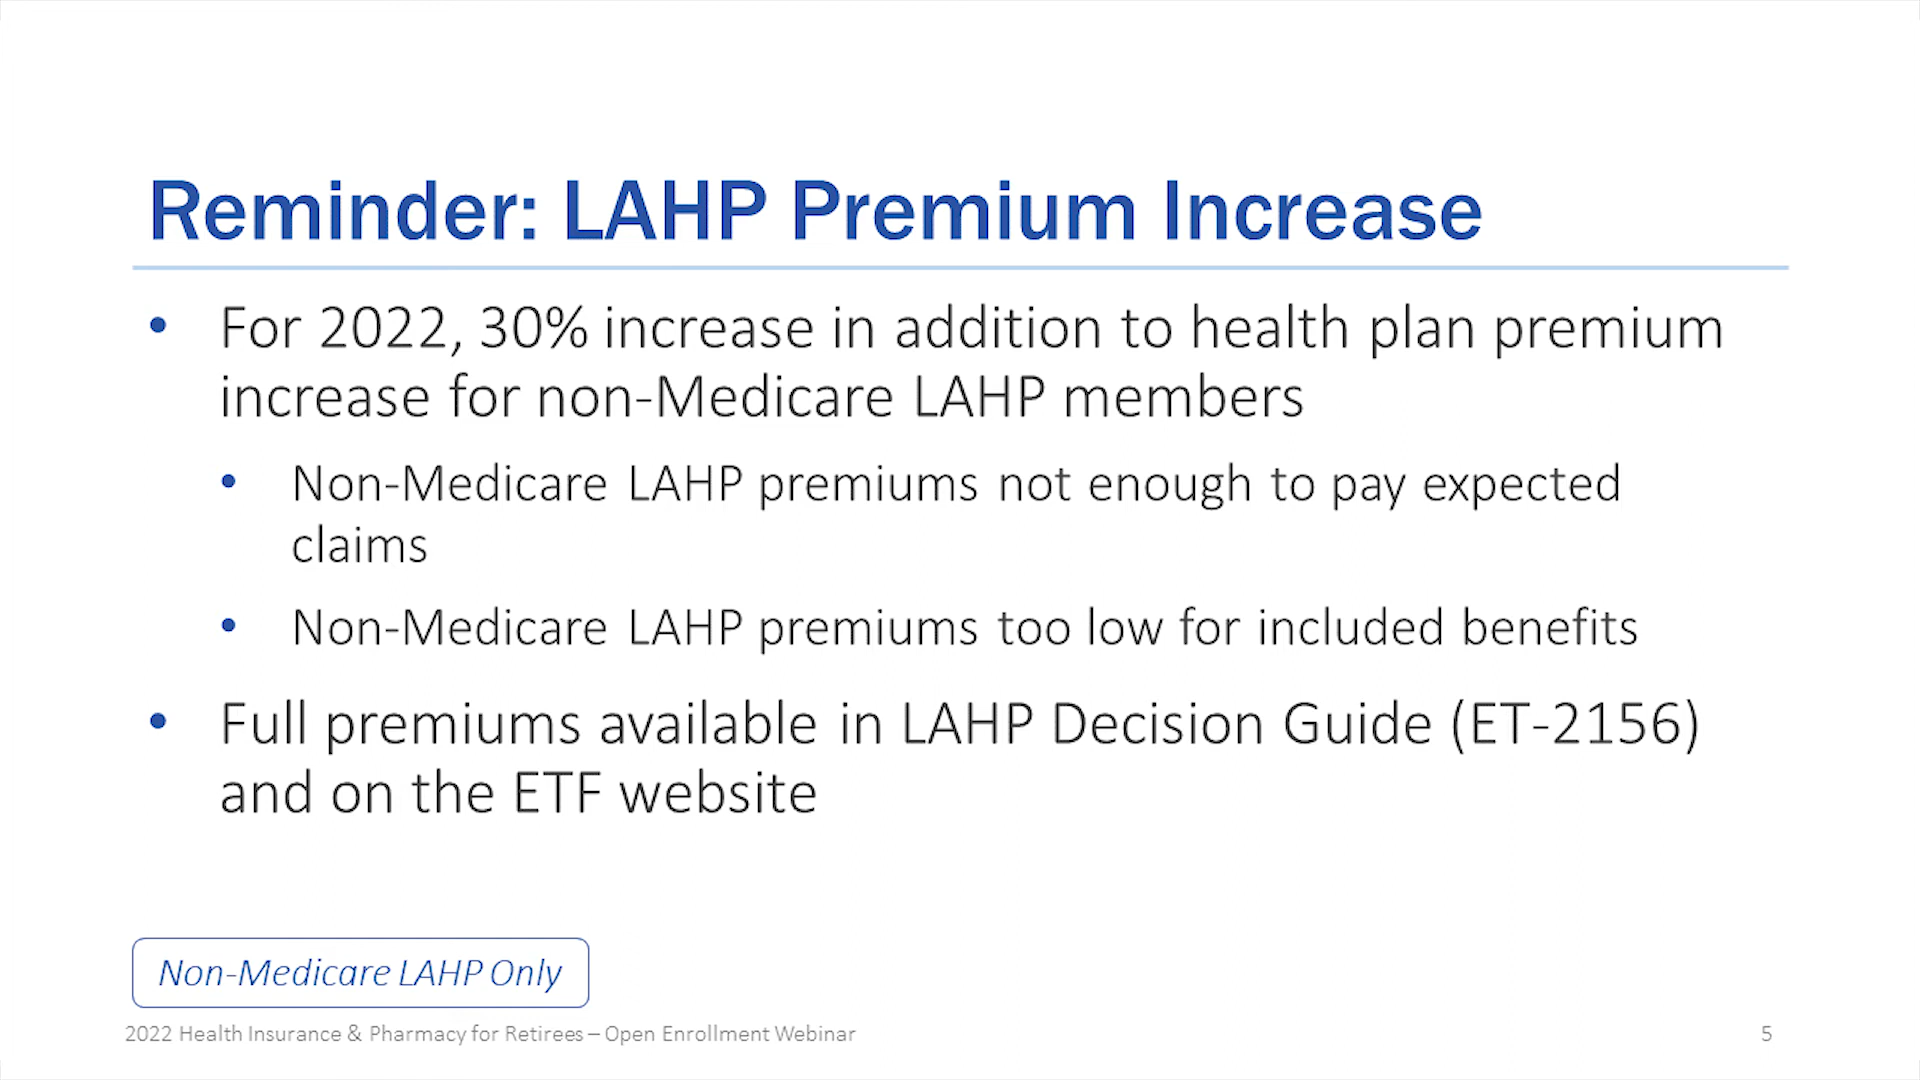 Reminder: LAHP Premium Increase
• For 2022, 30% increase in addition to health plan premium
increase for non-Medicare LAHP members
• Non-Medicare LAHP premiums not enough to pay expected
claims
• Non-Medicare LAHP premiums too low for included benefits
• Full premiums available in LAHP Decision Guide (ET-2156)
and on the ETF website
Non-Medicare LAHP Only
2022 Health Insurance & Pharmacy for Retirees – Open Enrollment Webinar
5